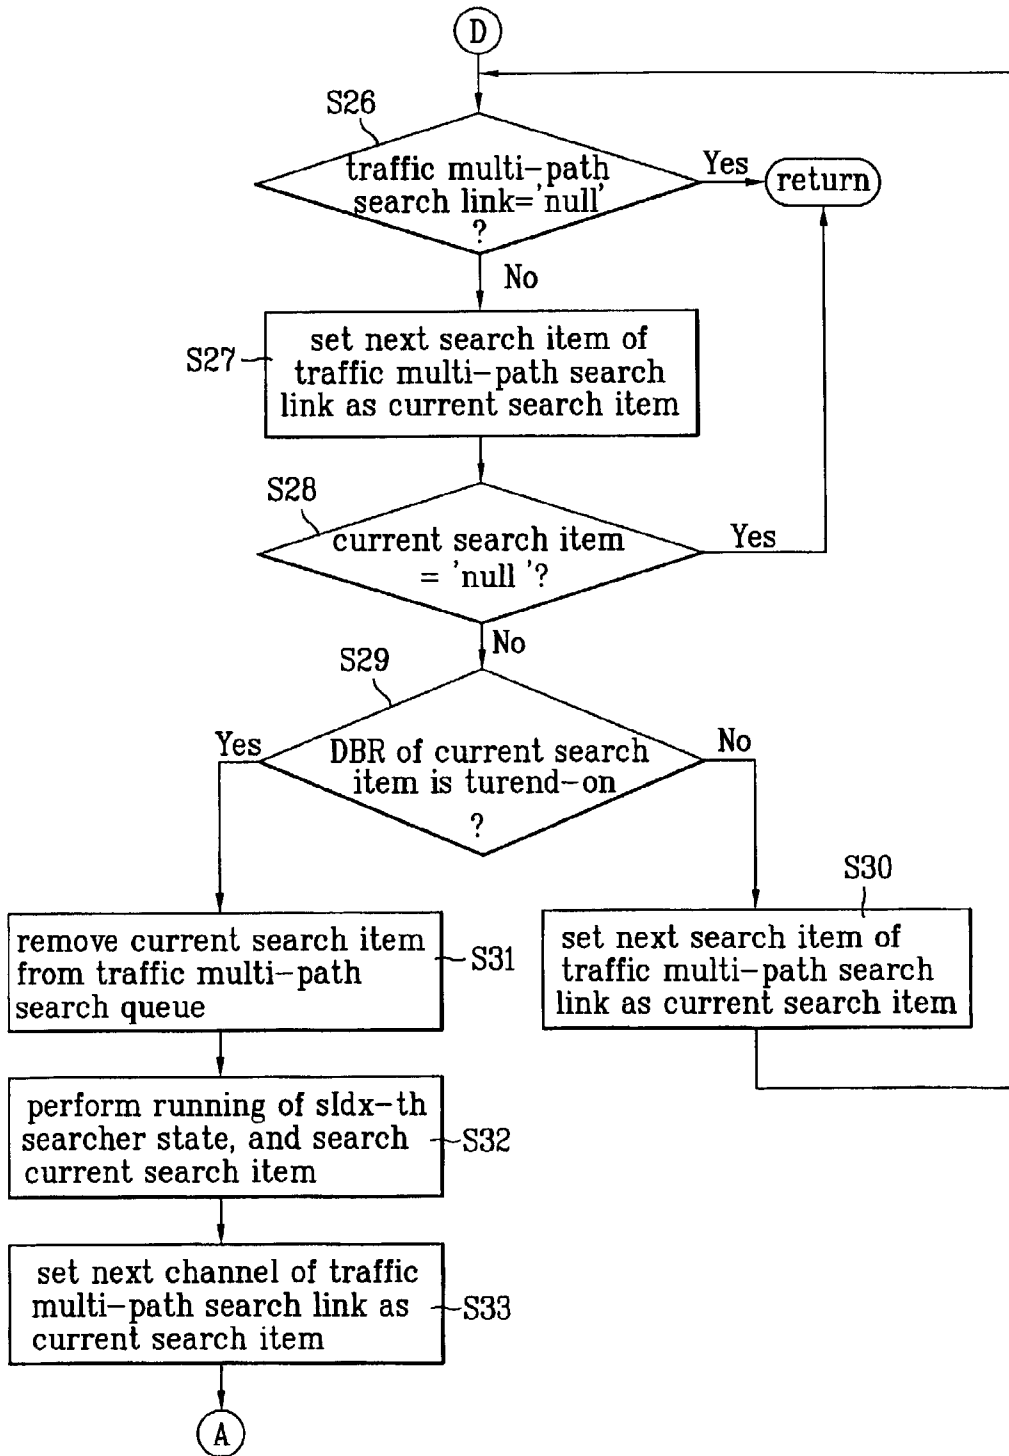 D
S26
traffic multi-path
search link='null'
?
Yes
return
No
S27
set next search item of
traffic multi-path search
link as current search item
S28
current search item
= 'null '?
Yes
No
S29
DBR of current search
item is turend-on
?
Yes
No
S30
set next search item of
traffic multi-path search
link as current search item
remove current search item
from traffic multi-path
search queue
S31
perform running of sIdx-th
searcher state, and search
current search item
S32
set next channel of traffic
multi-path search link as
current search item
S33
A